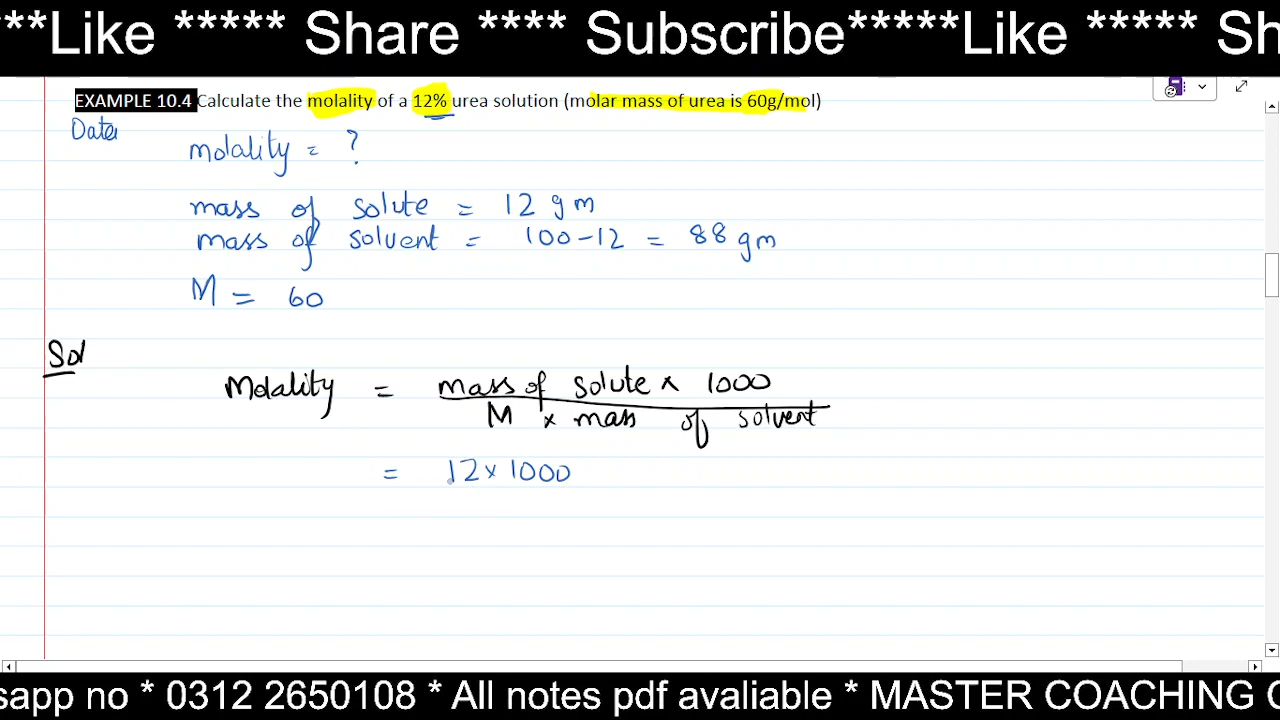 ***Like ***** Share **** Subscribe*****Like ***** Sh
EXAMPLE 10.4 Calculate the molality of a 12% urea solution (molar mass of urea is 60g/mol)
Data
molality = ?
mass of solute = 12 gm
mass of solvent = 100-12 = 88 gm
M = 60
Sol
Molality = mass of solute x 1000
M x mass of solvent
= 12 x 1000
sapp no * 0312 2650108 * All notes pdf avaliable * MASTER COACHING C